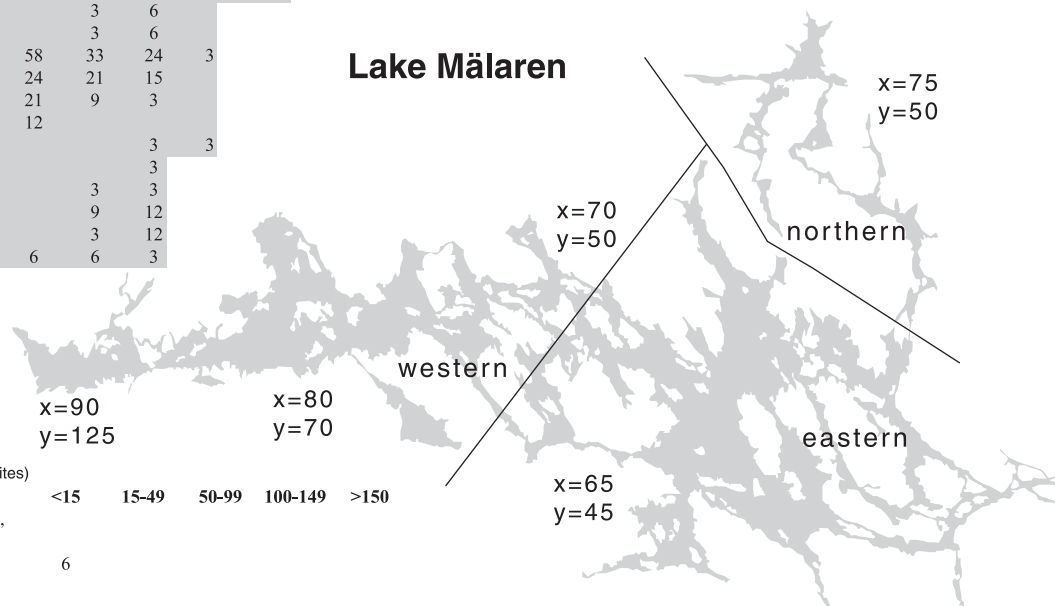 3 6
3 6
58 33 24 3
24 21 15
21 9 3
12
3 3
3
3 3
9 12
3 12
6 6 3
Lake Mälaren
x=75
y=50
x=70
y=50
northern
western
x=90
y=125
x=80
y=70
eastern
x=65
y=45
ites)
<15 15-49 50-99 100-149 >150
,
6